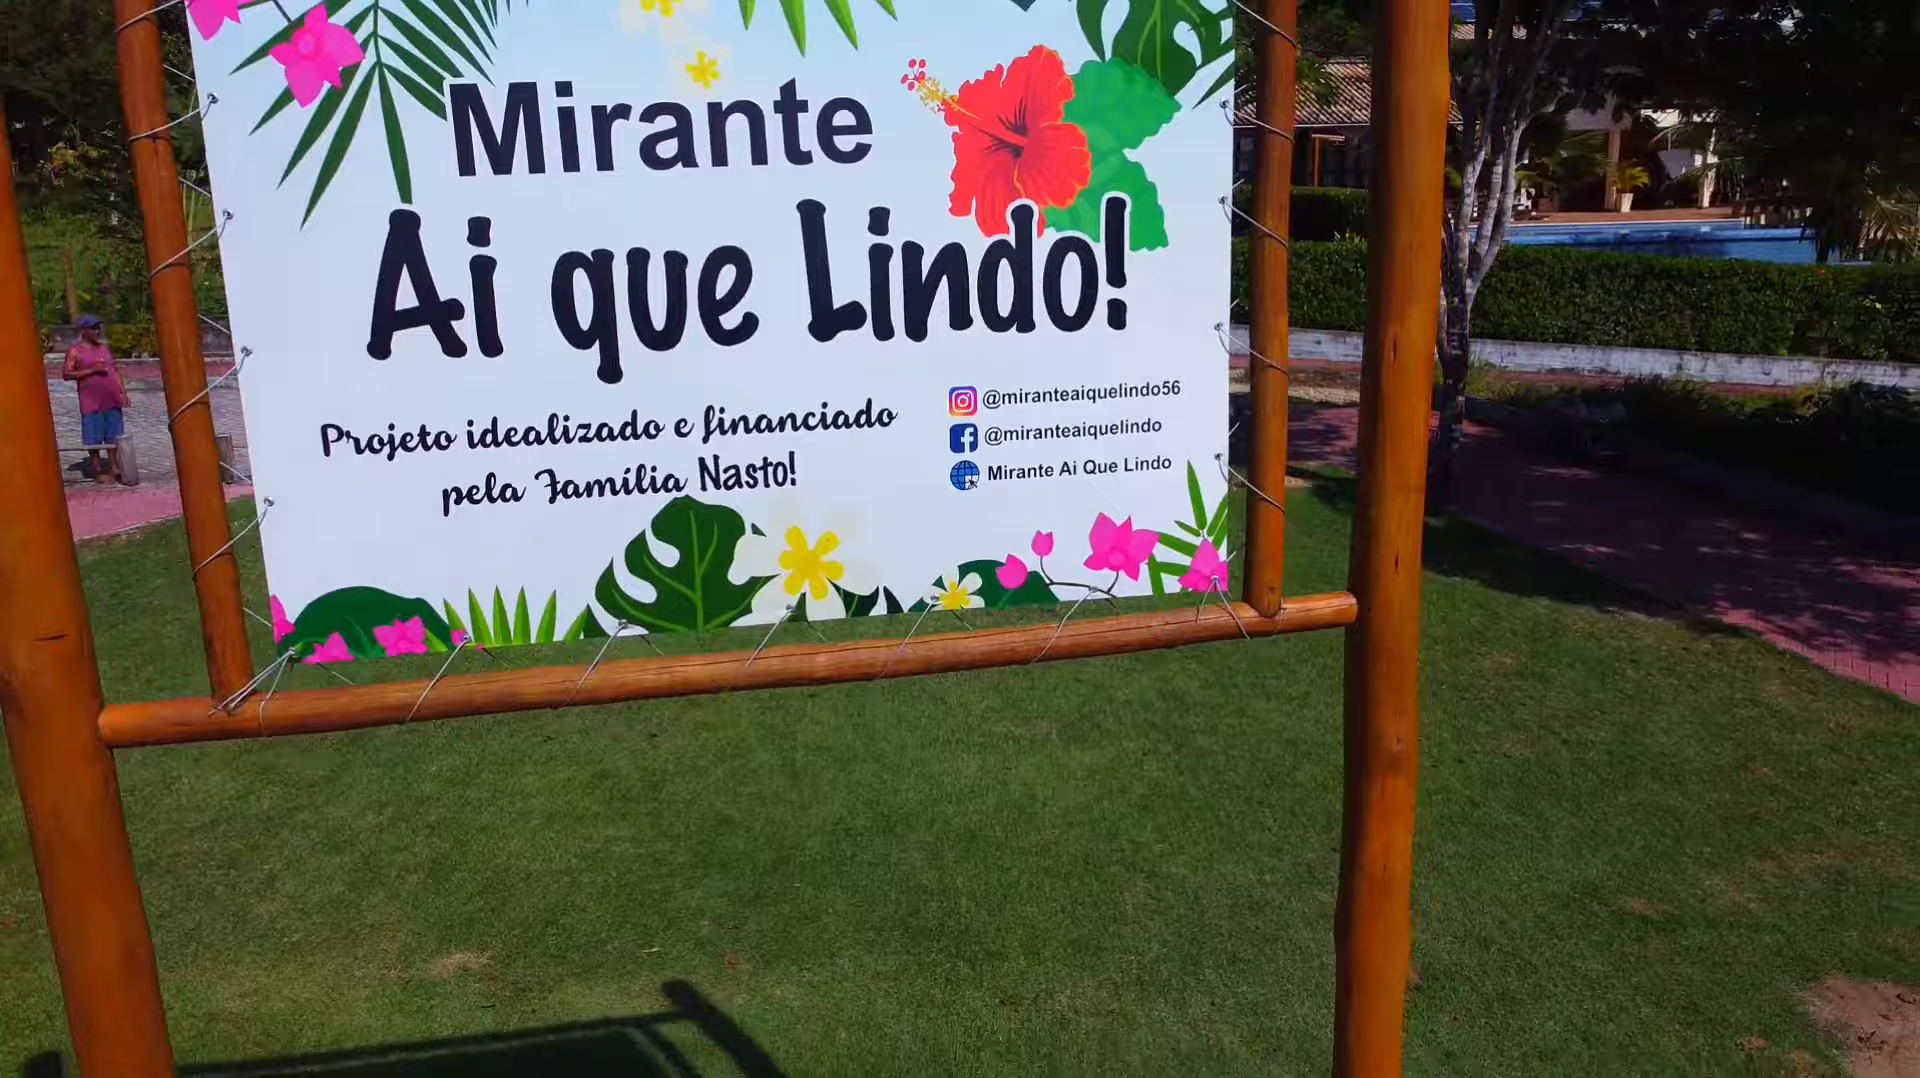 Mirante
Ai que Lindo!
Projeto idealizado e financiado
pela Família Nasto!
@miranteaiquelindo56
@miranteaiquelindo
Mirante Ai Que Lindo